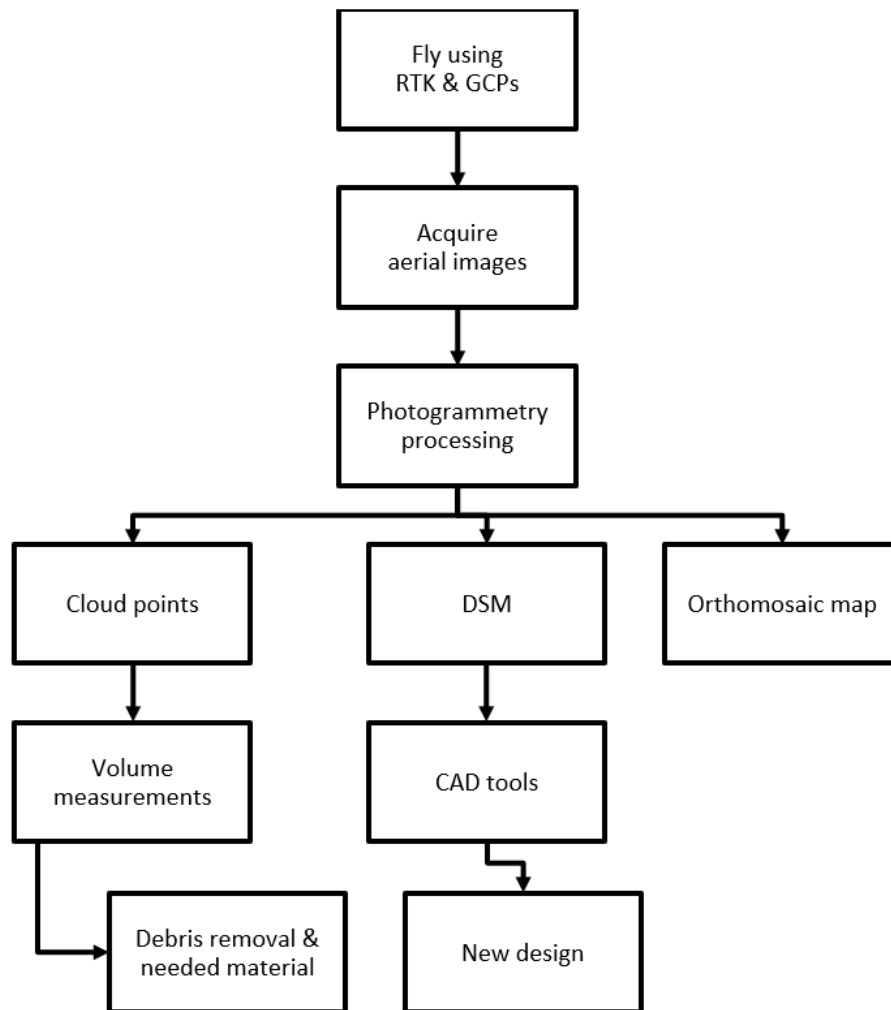 Fly using
RTK & GCPs
Acquire
aerial images
Photogrammetry
processing
Cloud points
DSM
Orthomosaic map
Volume
measurements
CAD tools
Debris removal &
needed material
New design